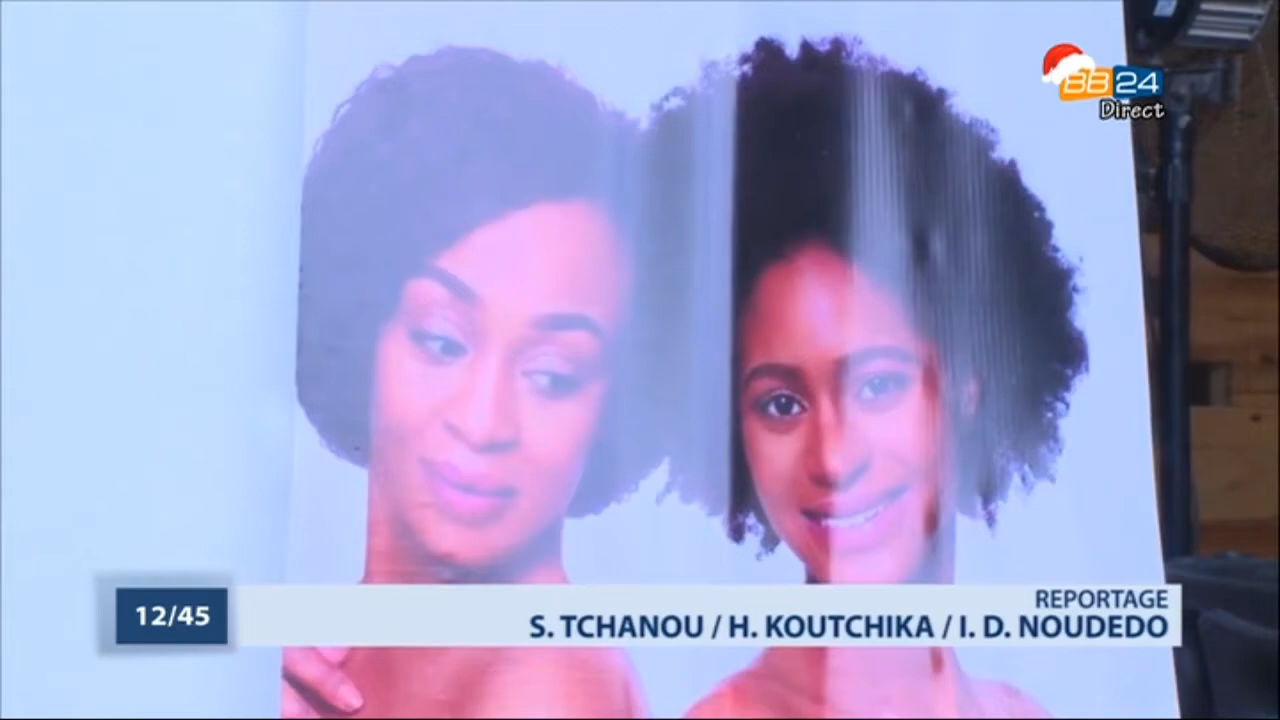 BB24
Direct
12/45
REPORTAGE
S. TCHANOU / H. KOUTCHIKA / I. D. NOUDEDO